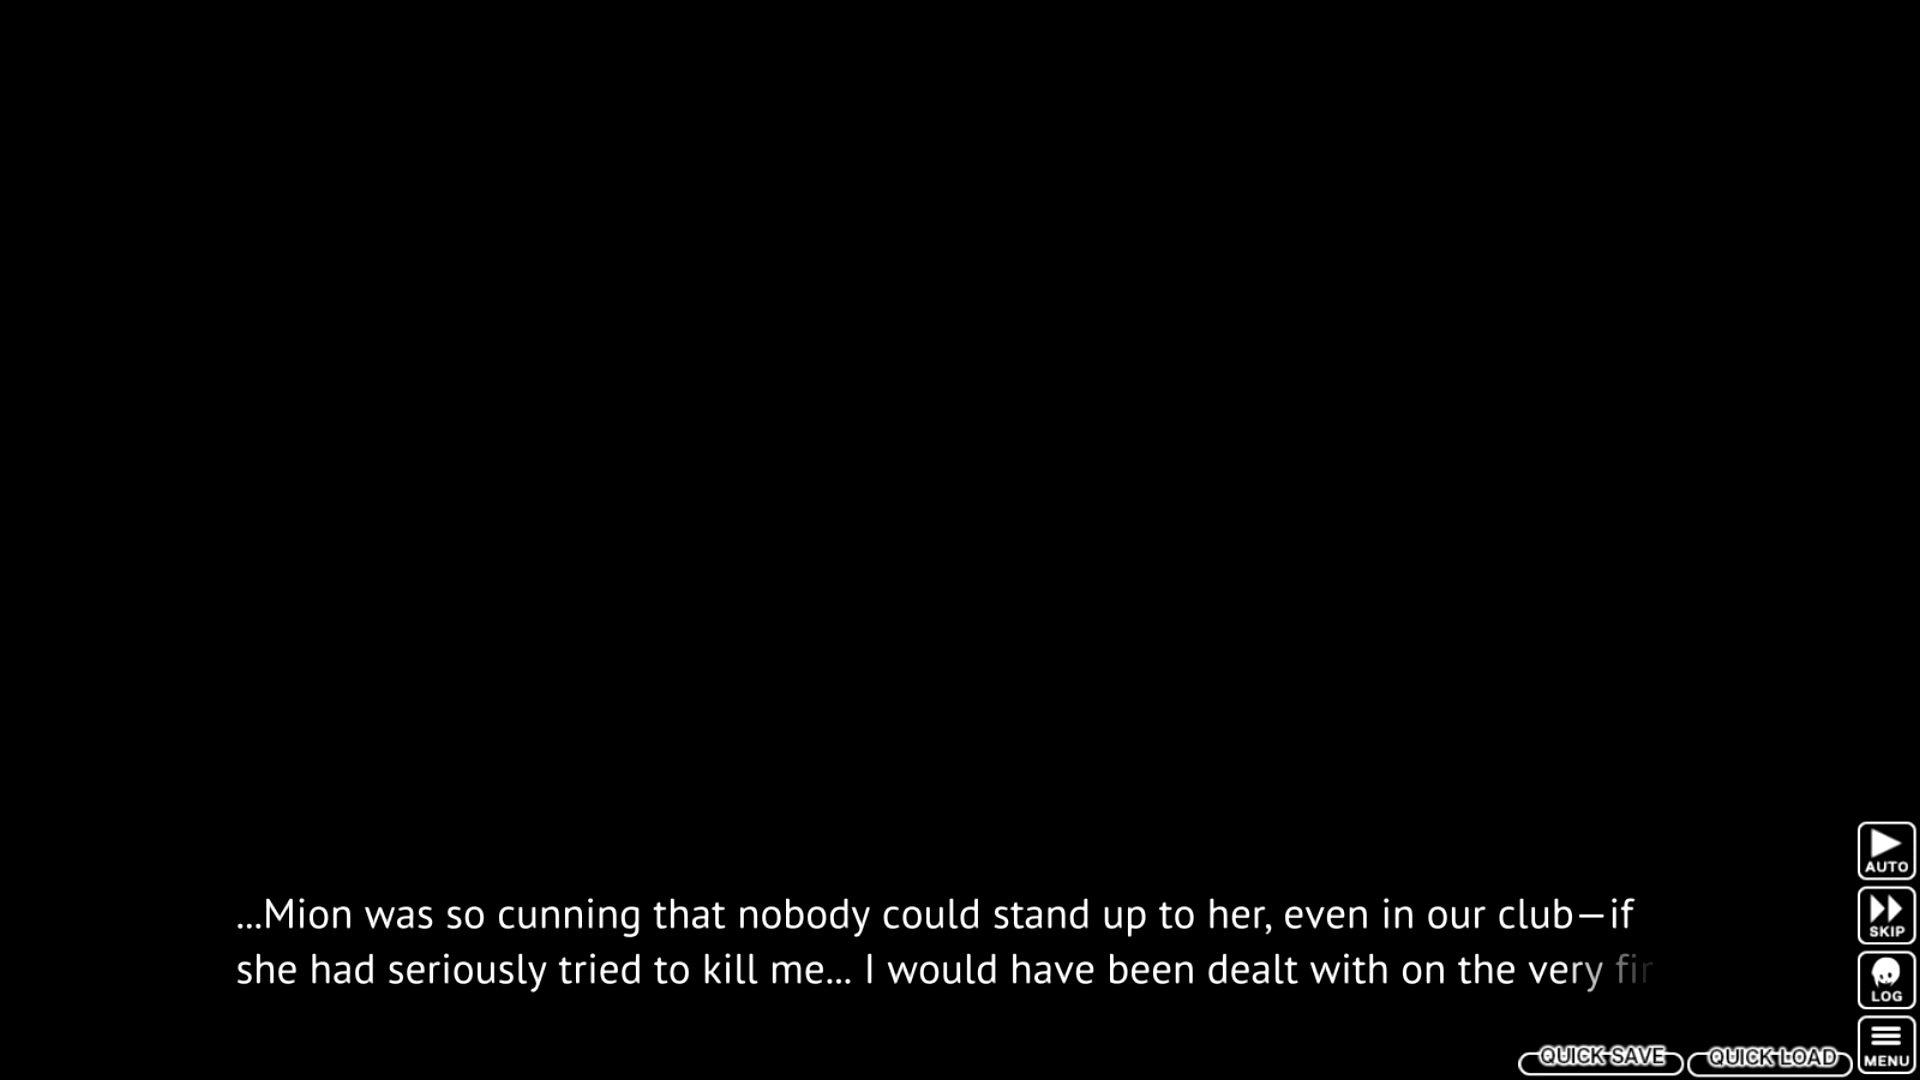 ...Mion was so cunning that nobody could stand up to her, even in our club—if
she had seriously tried to kill me... I would have been dealt with on the very fir
AUTO
SKIP
LOG
MENU
QUICK SAVE
QUICK LOAD